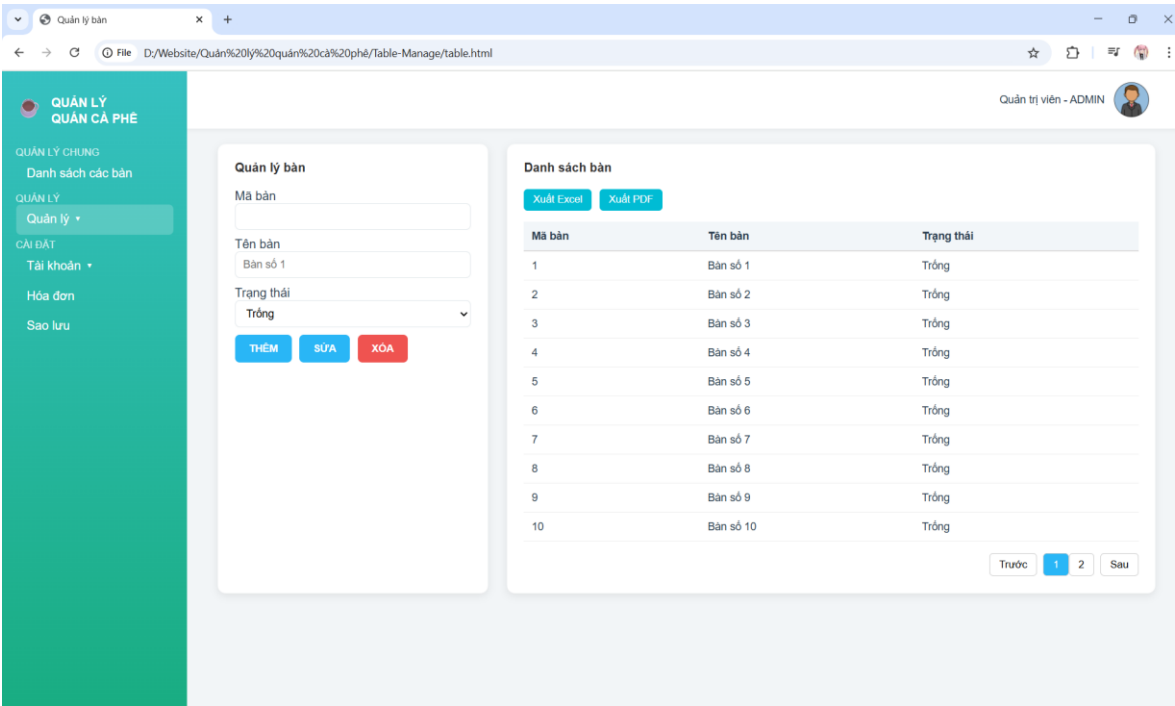 Quản lý bàn
File D:/Website/Quản%20lý%20quán%20cà%20phê/Table-Manage/table.html
QUẢN LÝ
QUÁN CÀ PHÊ
Quản trị viên - ADMIN
QUẢN LÝ CHUNG
Danh sách các bàn
QUẢN LÝ
Quản lý ▾
CÀI ĐẶT
Tài khoản ▾
Hóa đơn
Sao lưu
Quản lý bàn
Mã bàn
Tên bàn
Bàn số 1
Trạng thái
Trống
THÊM SỬA XÓA
Danh sách bàn
Xuất Excel Xuất PDF
Mã bàn Tên bàn Trạng thái
1 Bàn số 1 Trống
2 Bàn số 2 Trống
3 Bàn số 3 Trống
4 Bàn số 4 Trống
5 Bàn số 5 Trống
6 Bàn số 6 Trống
7 Bàn số 7 Trống
8 Bàn số 8 Trống
9 Bàn số 9 Trống
10 Bàn số 10 Trống
Trước 1 2 Sau